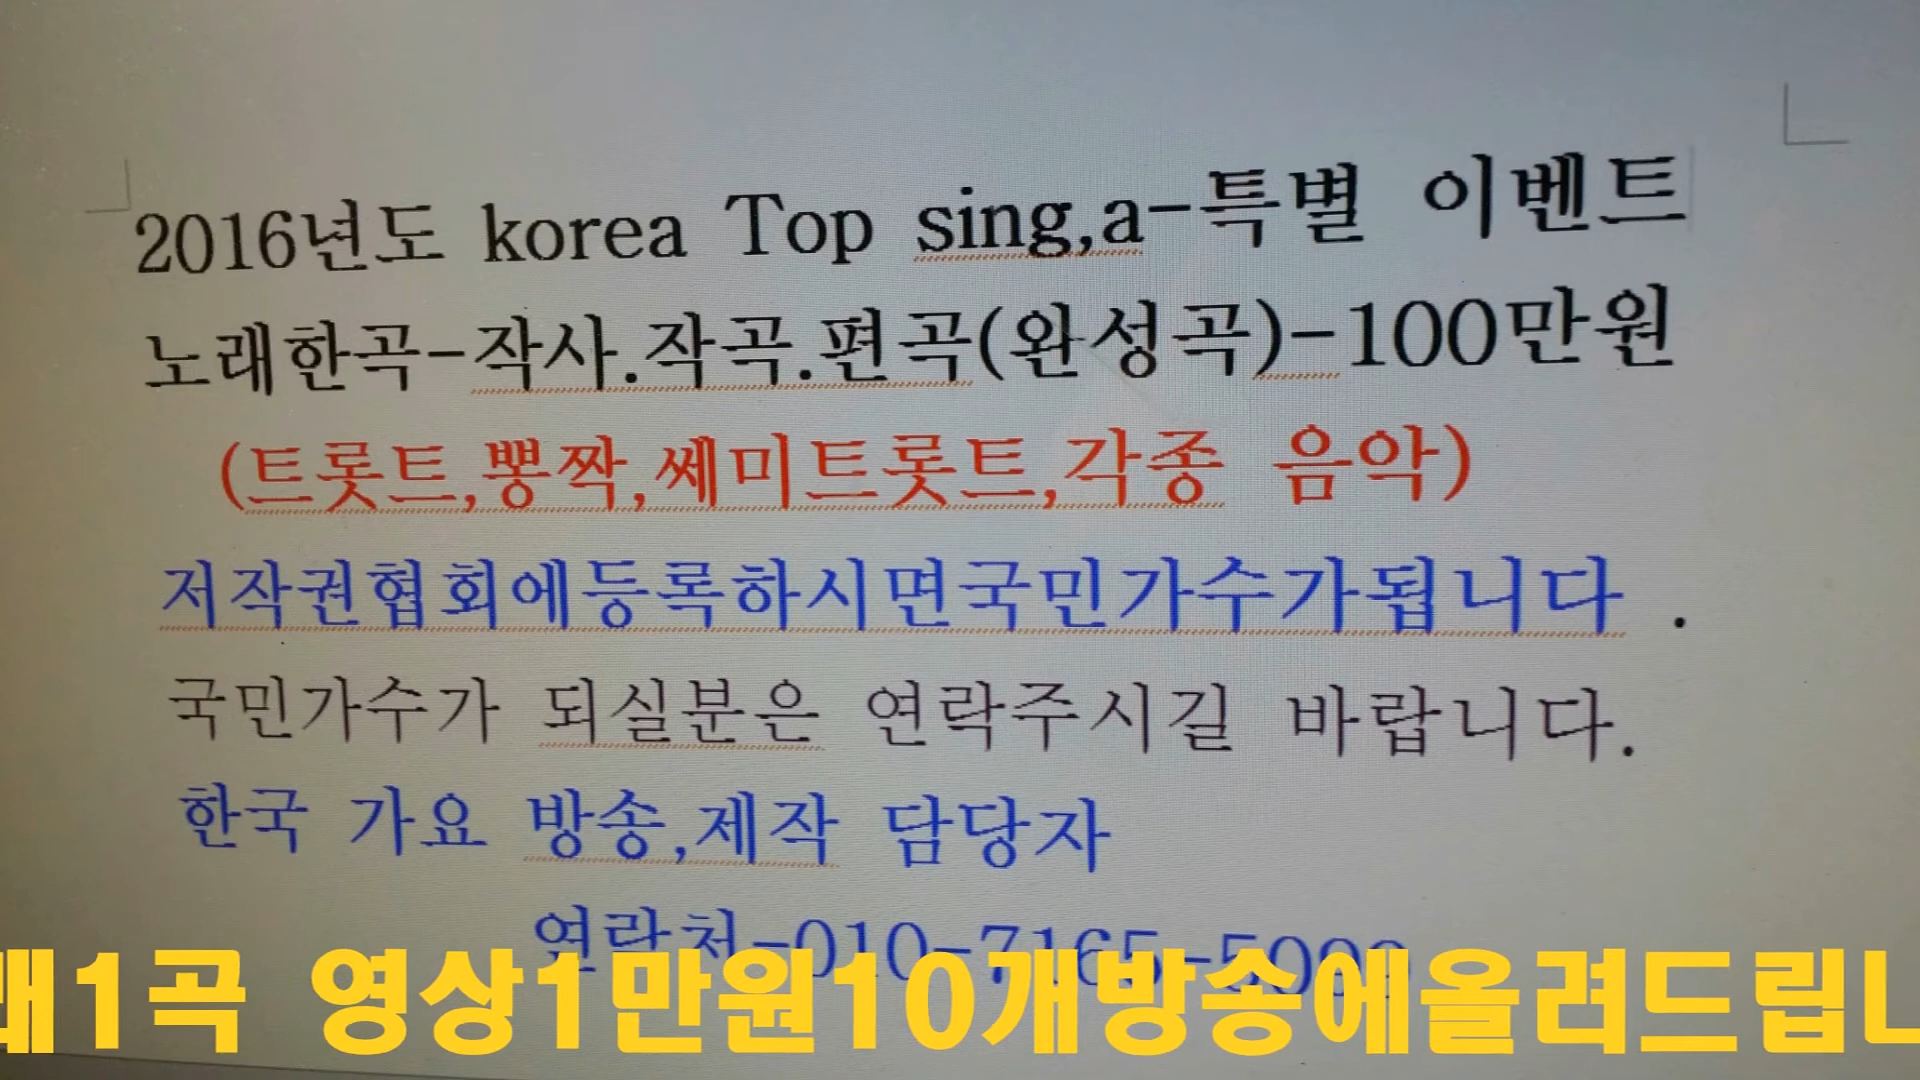 2016년도 korea Top sing,a-특별 이벤트
노래한곡-작사.작곡.편곡(완성곡)-100만원
(트롯트,뽕짝,쎄미트롯트,각종 음악)
저작권협회에등록하시면국민가수가됩니다 .
국민가수가 되실분은 연락주시길 바랍니다.
한국 가요 방송,제작 담당자
연락처-010-7165-
래1곡 영상1만원10개방송에올려드립니